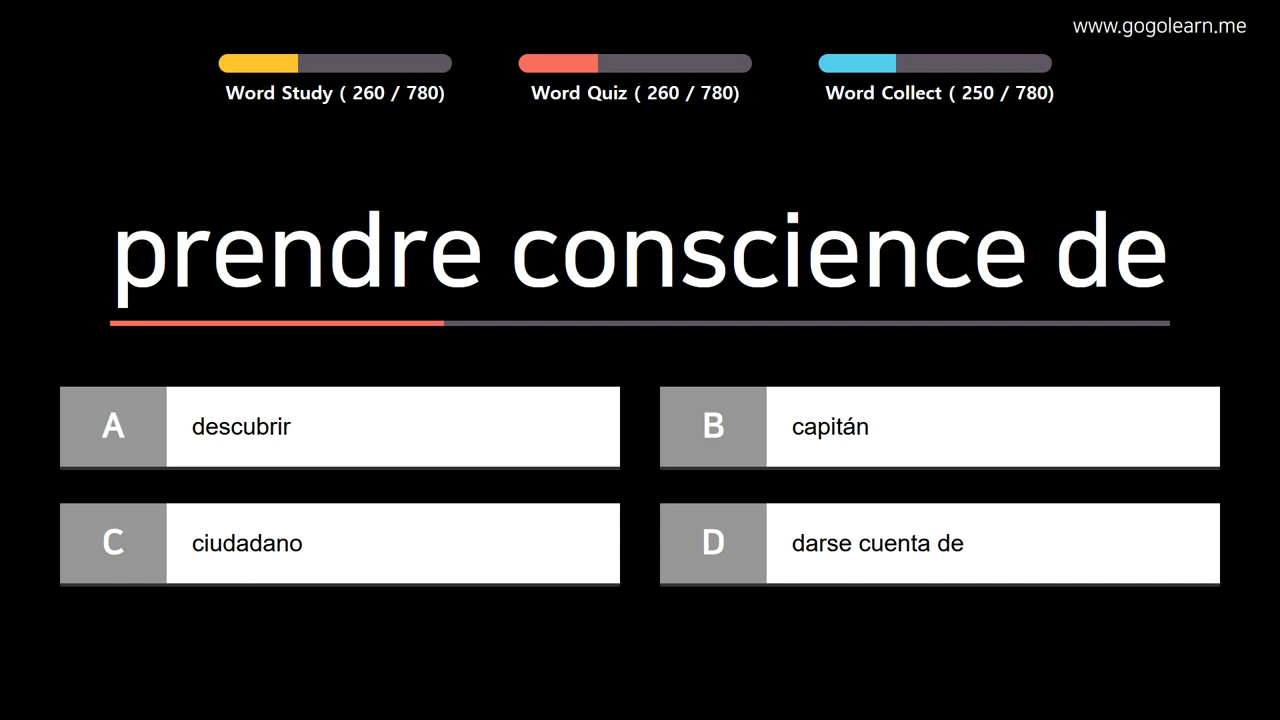 www.gogolearn.me
Word Study ( 260 / 780)
Word Quiz ( 260 / 780)
Word Collect ( 250 / 780)
prendre conscience de
A
descubrir
B
capitán
C
ciudadano
D
darse cuenta de